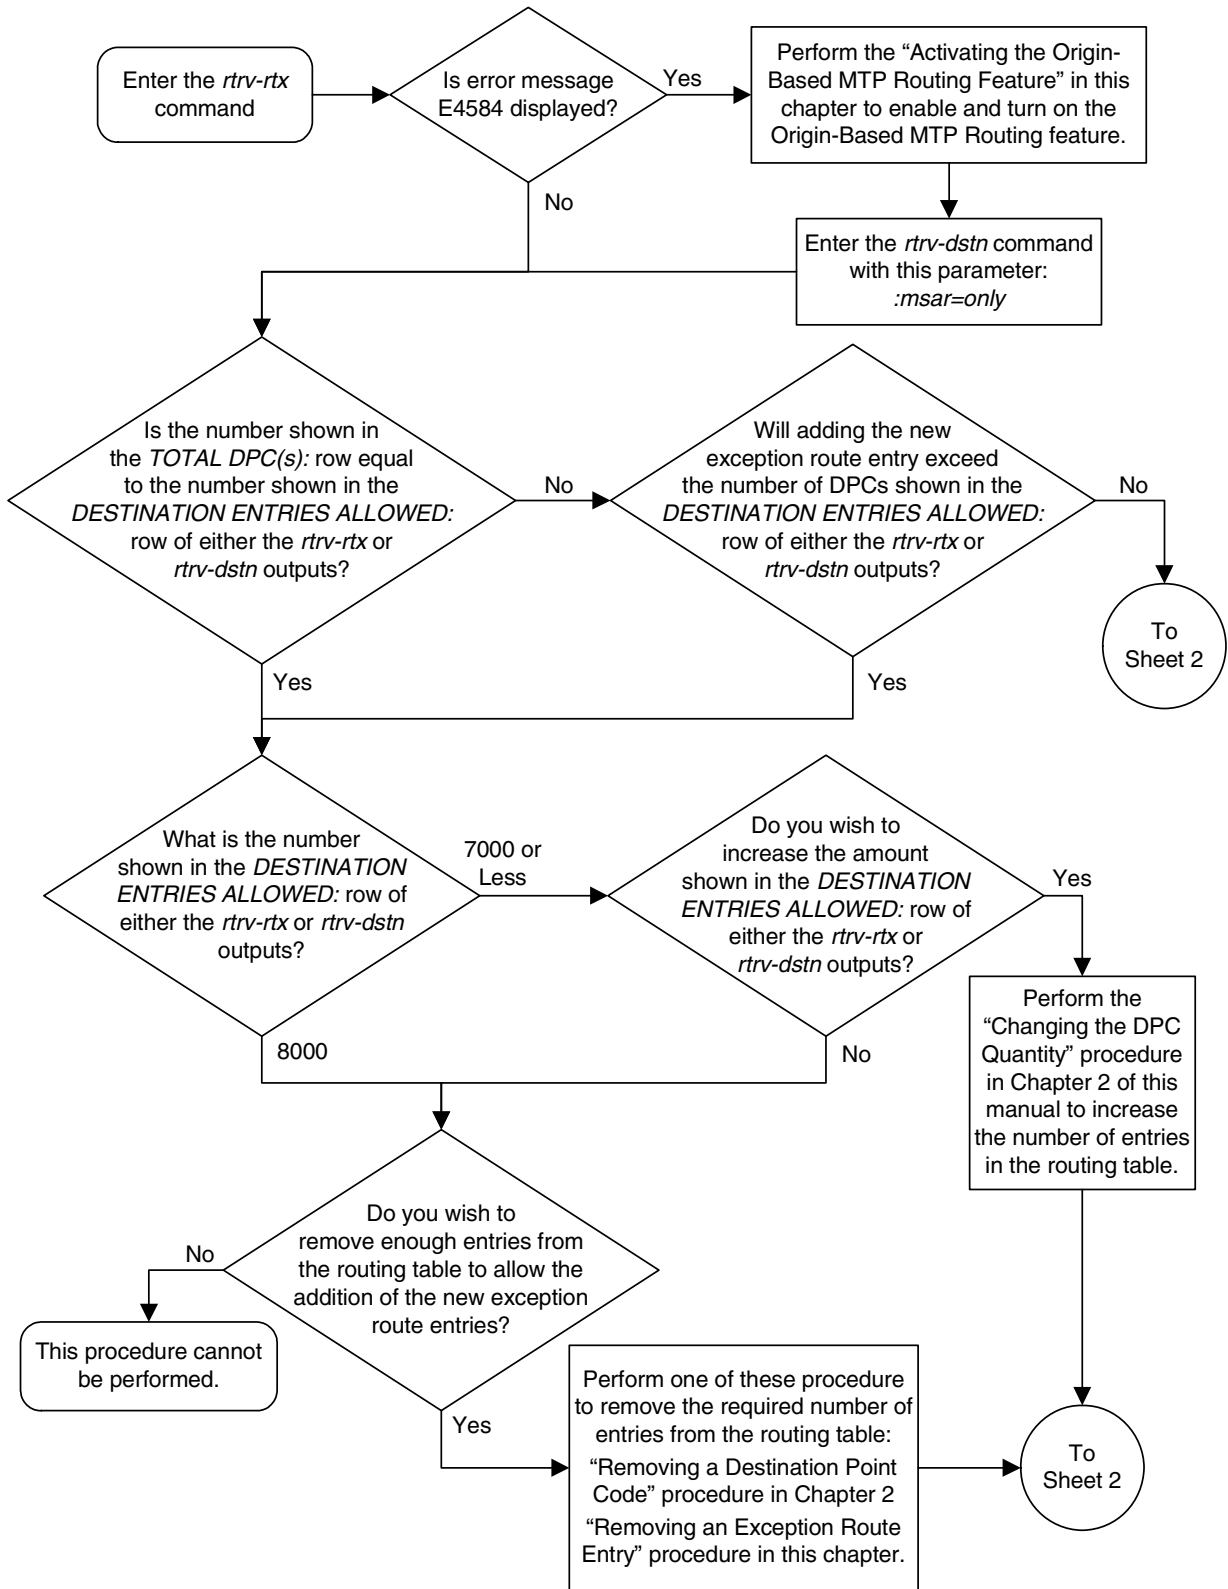 Enter the rtrv-rtx
command
Is error message
E4584 displayed?
Yes
Perform the “Activating the Origin-
Based MTP Routing Feature” in this
chapter to enable and turn on the
Origin-Based MTP Routing feature.
No
Enter the rtrv-dstn command
with this parameter:
:msar=only
Is the number shown in
the TOTAL DPC(s): row equal
to the number shown in the
DESTINATION ENTRIES ALLOWED:
row of either the rtrv-rtx or
rtrv-dstn outputs?
No
Will adding the new
exception route entry exceed
the number of DPCs shown in the
DESTINATION ENTRIES ALLOWED:
row of either the rtrv-rtx or
rtrv-dstn outputs?
No
To
Sheet 2
Yes
Yes
What is the number
shown in the DESTINATION
ENTRIES ALLOWED: row of
either the rtrv-rtx or rtrv-dstn
outputs?
7000 or
Less
Do you wish to
increase the amount
shown in the DESTINATION
ENTRIES ALLOWED: row of
either the rtrv-rtx or
rtrv-dstn outputs?
Yes
Perform the
“Changing the DPC
Quantity” procedure
in Chapter 2 of this
manual to increase
the number of entries
in the routing table.
8000
No
Do you wish to
remove enough entries from
the routing table to allow the
addition of the new exception
route entries?
No
This procedure cannot
be performed.
Yes
Perform one of these procedure
to remove the required number of
entries from the routing table:
“Removing a Destination Point
Code” procedure in Chapter 2
“Removing an Exception Route
Entry” procedure in this chapter.
To
Sheet 2